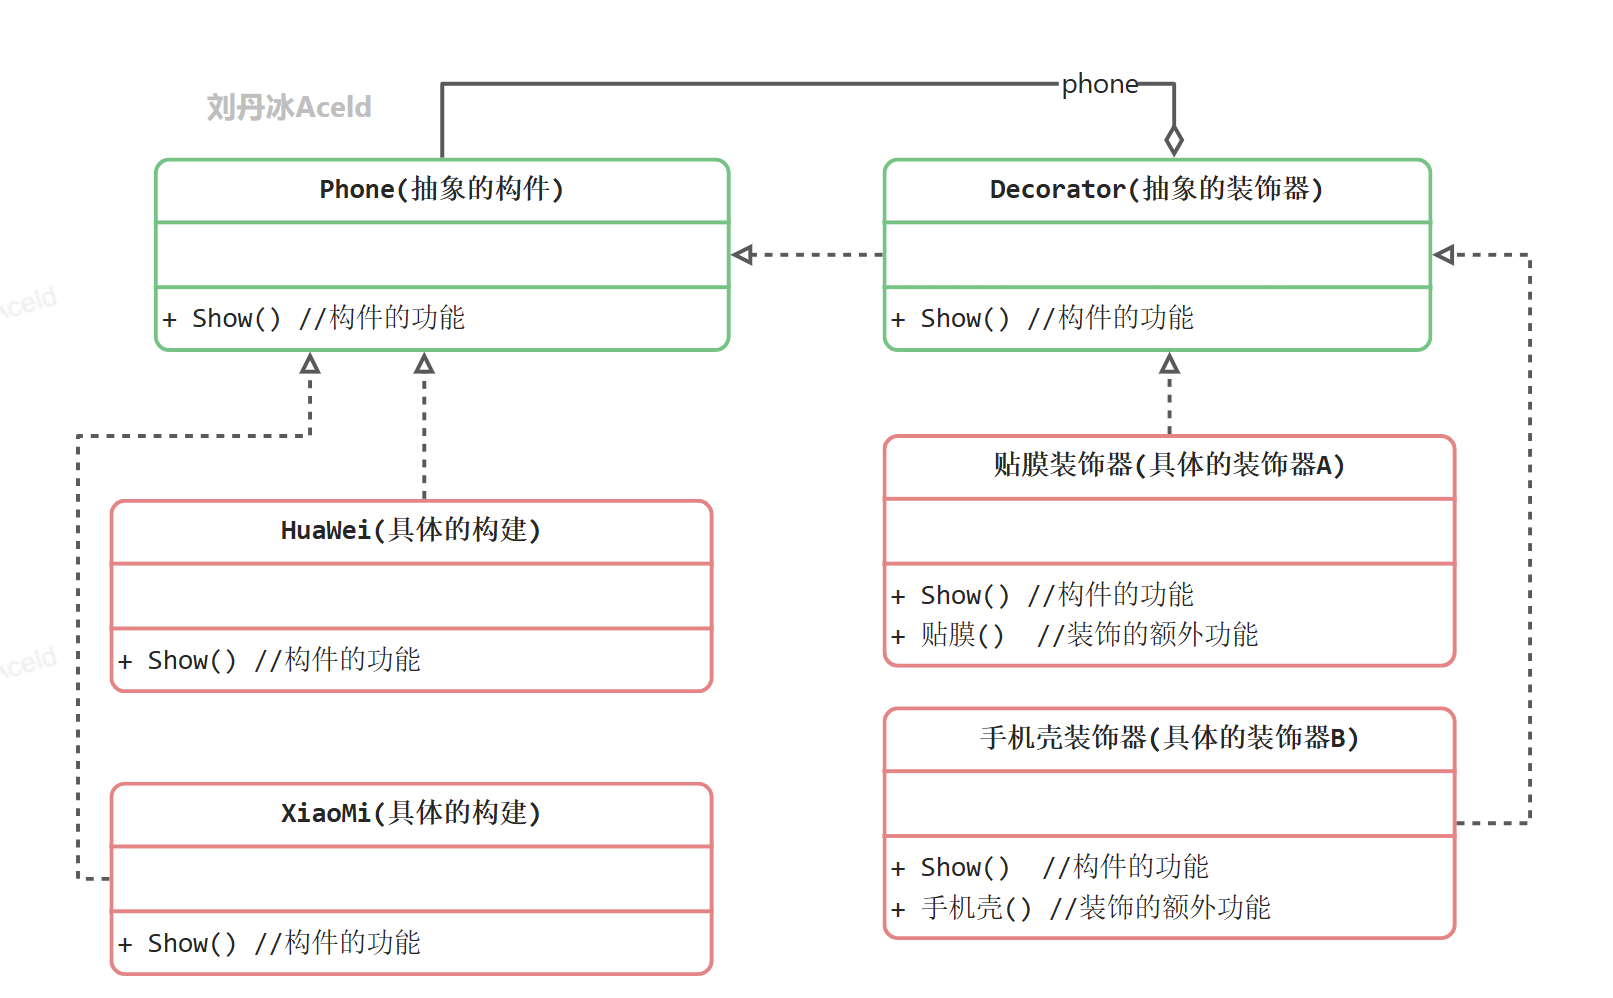 phone
刘丹冰Aceld
Phone(抽象的构件)
+ Show() //构件的功能
Decorator(抽象的装饰器)
+ Show() //构件的功能
Aceld
HuaWei(具体的构建)
+ Show() //构件的功能
贴膜装饰器(具体的装饰器A)
+ Show() //构件的功能
+ 贴膜() //装饰的额外功能
Aceld
XiaoMi(具体的构建)
+ Show() //构件的功能
手机壳装饰器(具体的装饰器B)
+ Show() //构件的功能
+ 手机壳() //装饰的额外功能